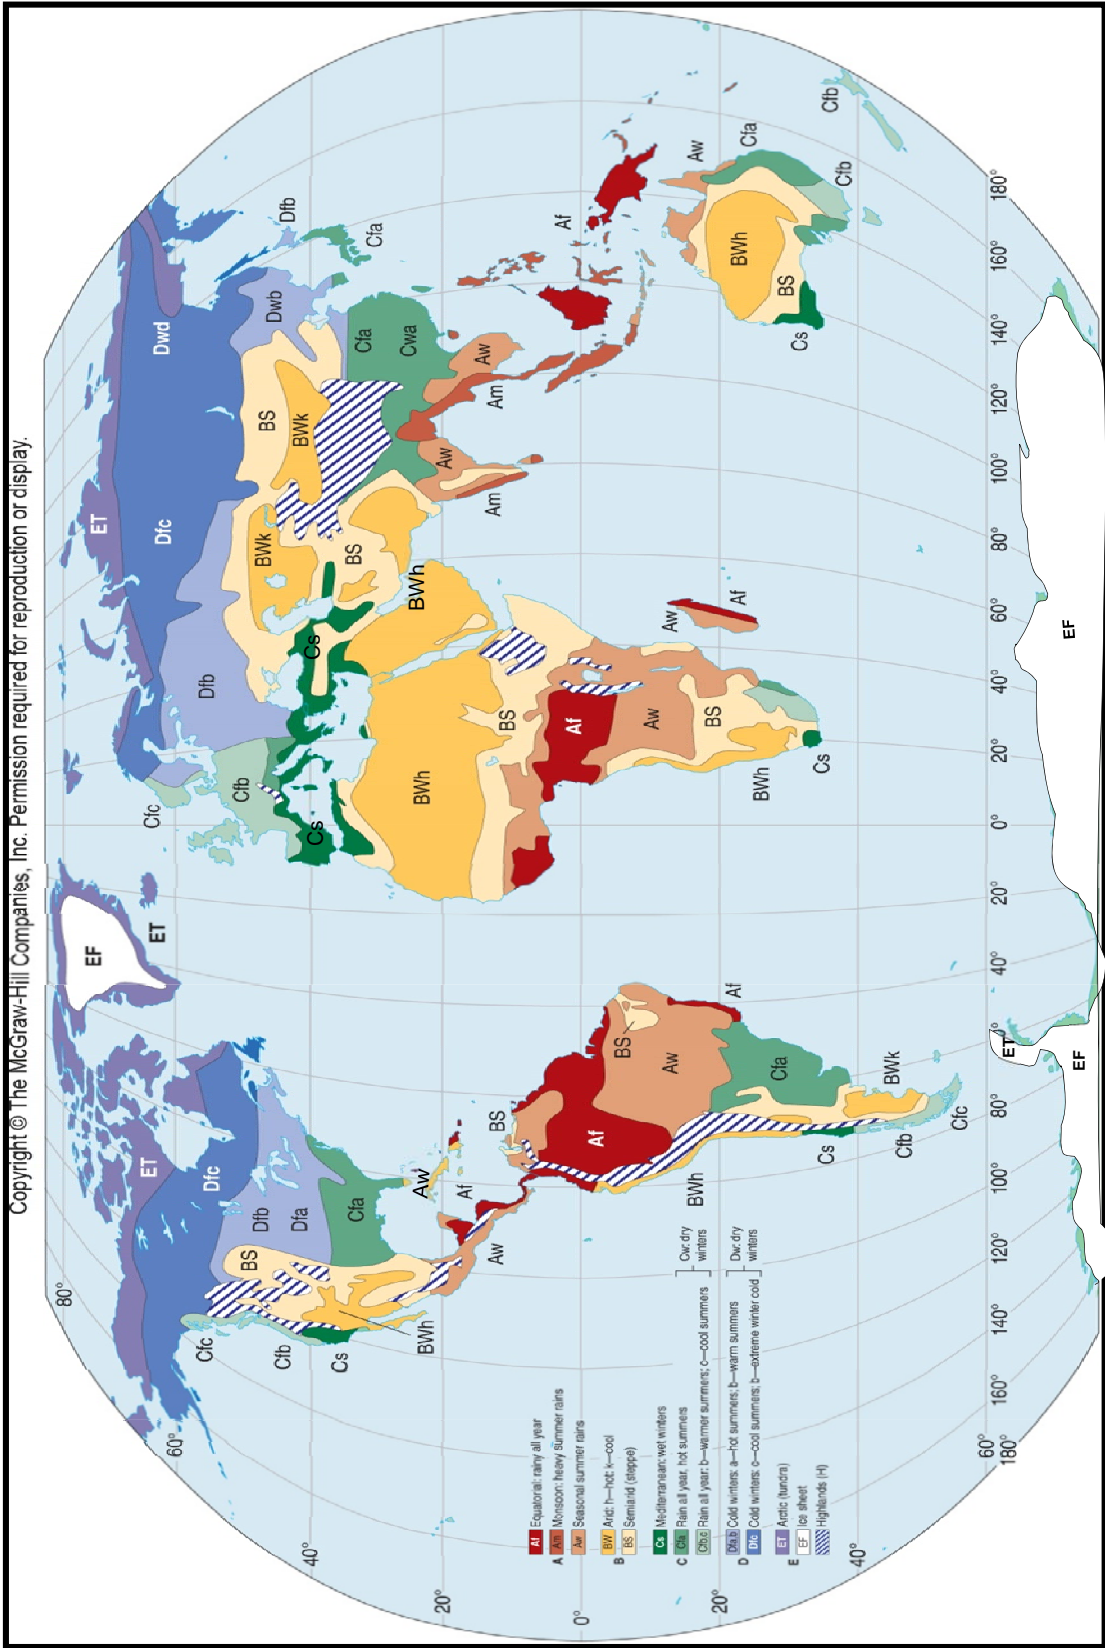 Copyright © The McGraw-Hill Companies, Inc. Permission required for reproduction or display.
80°
60°
40°
20°
0°
20°
40°
60°
180°
160°
140°
120°
100°
80°
60°
40°
20°
0°
20°
40°
60°
80°
100°
120°
140°
160°
180°
ET
EF
ET
Dfc
Cfc
Cfb
Cs
BS
Dfb
Dfa
Cfa
BWh
Aw
Af
Aw
BS
Af
BS
Aw
Af
BWh
Cfa
Cs
Cfb
BWk
Cfc
Cfc
Cfb
Cs
Dfb
Cs
ET
Dfc
Dwd
BWk
BS
BWk
BS
Dwb
Dfb
Cfa
Cfa
Cwa
BWh
BWh
BS
Af
Aw
BS
BWh
Cs
Aw
Af
Aw
Am
Aw
Am
Af
Aw
Cfa
BWh
BS
Cs
Cfb
Cfb
ET
EF
EF
A
Af Equatorial: rainy all year
Am Monsoon: heavy summer rains
Aw Seasonal summer rains
B
BW Arid: h—hot: k—cool
BS Semiarid (steppe)
C
Cs Mediterranean: wet winters
Cfa Rain all year, hot summers
Cfb,c Rain all year: b—warmer summers; c—cool summers
Cw: dry winters
D
Dfa,b Cold winters: a—hot summers; b—warm summers
Dfc Cold winters: c—cool summers; b—extreme winter cold
Dw: dry winters
E
ET Arctic (tundra)
EF Ice sheet
Highlands (H)